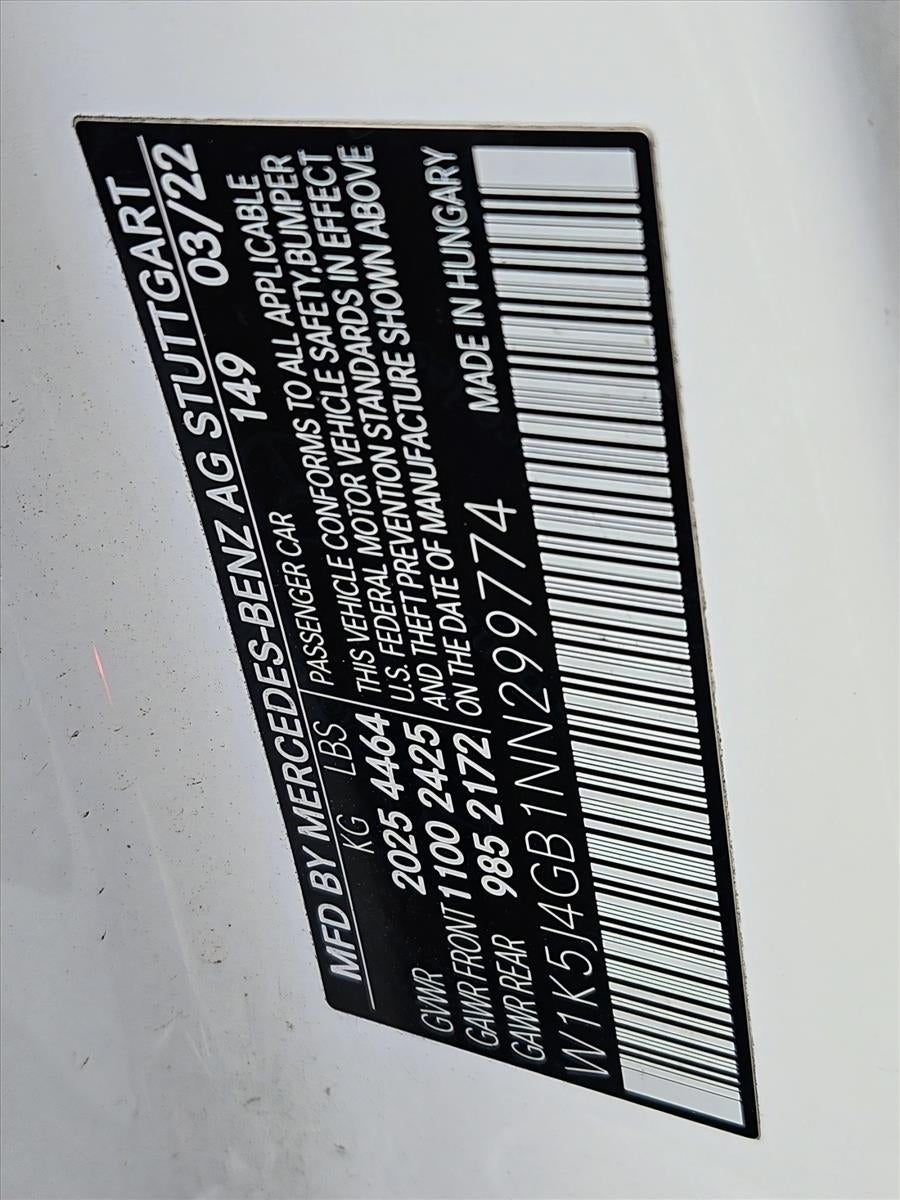 MFD BY MERCEDES-BENZ AG STUTTGART
KG LBS PASSENGER CAR 149 03/22
GVWR 2025 4464 THIS VEHICLE CONFORMS TO ALL APPLICABLE
U.S. FEDERAL MOTOR VEHICLE SAFETY,BUMPER
GAWR FRONT 1100 2425 AND THEFT PREVENTION STANDARDS IN EFFECT
GAWR REAR 985 2172 ON THE DATE OF MANUFACTURE SHOWN ABOVE
W1K5J4GB1NN299774 MADE IN HUNGARY